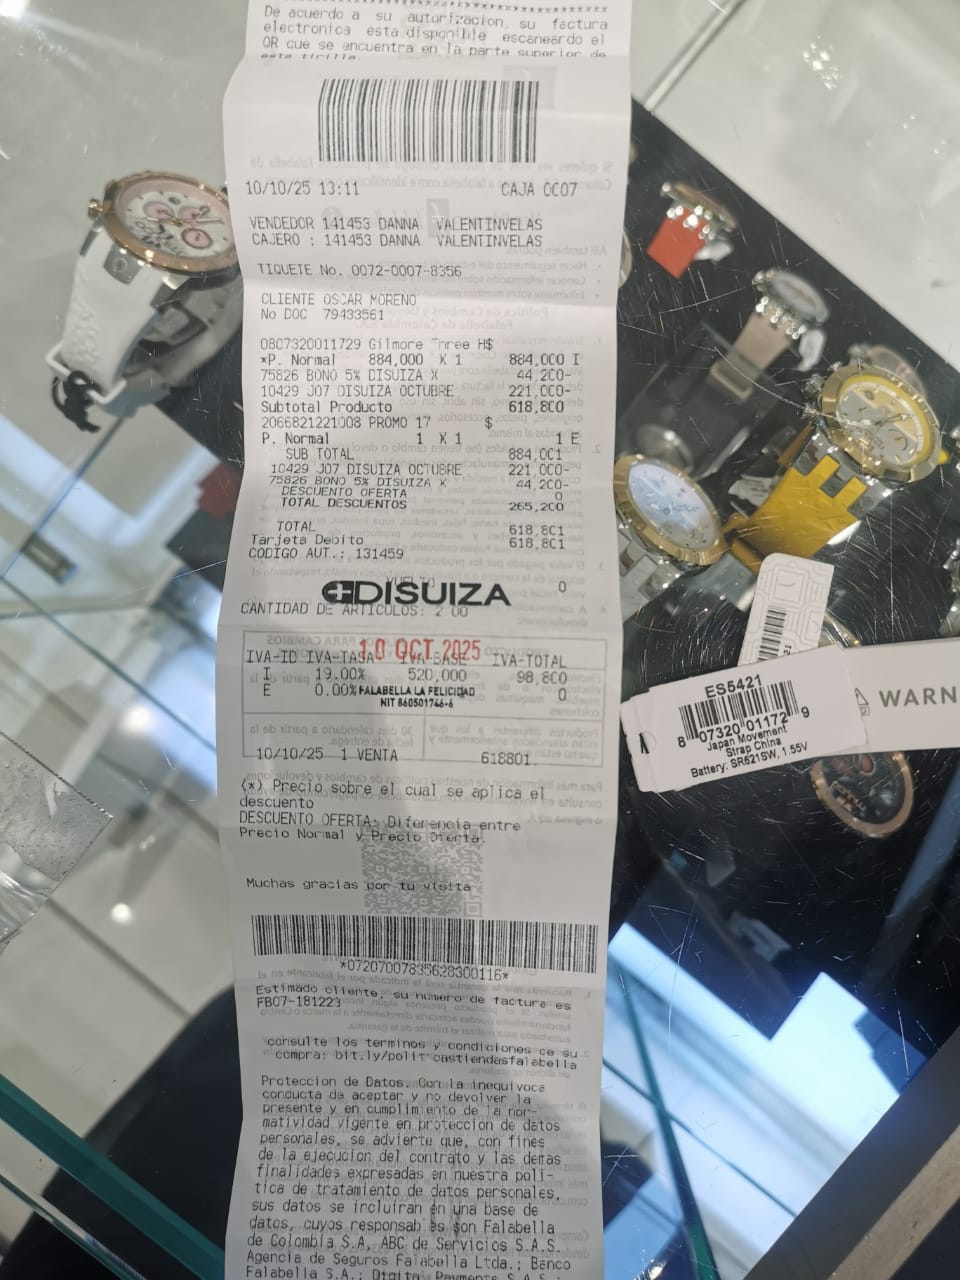 De acuerdo a su autorizacion, su factura
electronica esta disponible escaneando el
QR que se encuentra en la parte superior de
esta tirilla.
10/10/25 13:11 CAJA 0C07
VENDEDOR 141453 DANNA VALENTINVELAS
CAJERO : 141453 DANNA VALENTINVELAS
TIQUETE No. 0072-0007-8356
CLIENTE OSCAR MORENO
No DOC 79433561
0807320011729 Gilmore Three H$
*P. Normal 884,000 X 1 884,000 I
75826 BONO 5% DISUIZA X 44,200-
10429 J07 DISUIZA OCTUBRE 221,000-
Subtotal Producto 618,800
2066821221008 PROMO 17 $
P. Normal 1 X 1 1 E
SUB TOTAL 884,001
10429 J07 DISUIZA OCTUBRE 221,000-
75826 BONO 5% DISUIZA X 44,200-
DESCUENTO OFERTA 0
TOTAL DESCUENTOS 265,200
TOTAL 618,801
Tarjeta Debito 618,801
CODIGO AUT.: 131459
VUELTO 0
DISUIZA
CANTIDAD DE ARTICULOS: 2.00
10 OCT 2025
IVA-ID IVA-TASA IVA-BASE IVA-TOTAL
I 19.00% 520,000 98,800
E 0.00% 0
FALABELLA LA FELICIDAD
NIT 860501746-6
10/10/25 1 VENTA 618801.
(*) Precio sobre el cual se aplica el
descuento
DESCUENTO OFERTA: Diferencia entre
Precio Normal y Precio Oferta.
Muchas gracias por tu visita
*07207007835628300116*
Estimado cliente, su numero de factura es
FB07-181223
consulte los terminos y condiciones de su
compra: bit.ly/politicastiendasfalabella
Proteccion de Datos. Con la inequivoca
conducta de aceptar y no devolver la
presente y en cumplimiento de la nor-
matividad vigente en proteccion de datos
personales, se advierte que, con fines
de la ejecucion del contrato y las demas
finalidades expresadas en nuestra poli-
tica de tratamiento de datos personales,
sus datos se incluiran en una base de
datos, cuyos responsables son Falabella
de Colombia S.A, ABC de Servicios S.A.S.
Agencia de Seguros Falabella Ltda.; Banco
Falabella S.A.; Digital Payments S.A.S.;
ES5421
8 07320 01172 9
Japan Movement
Strap China
Battery: SR621SW, 1.55V
WARN